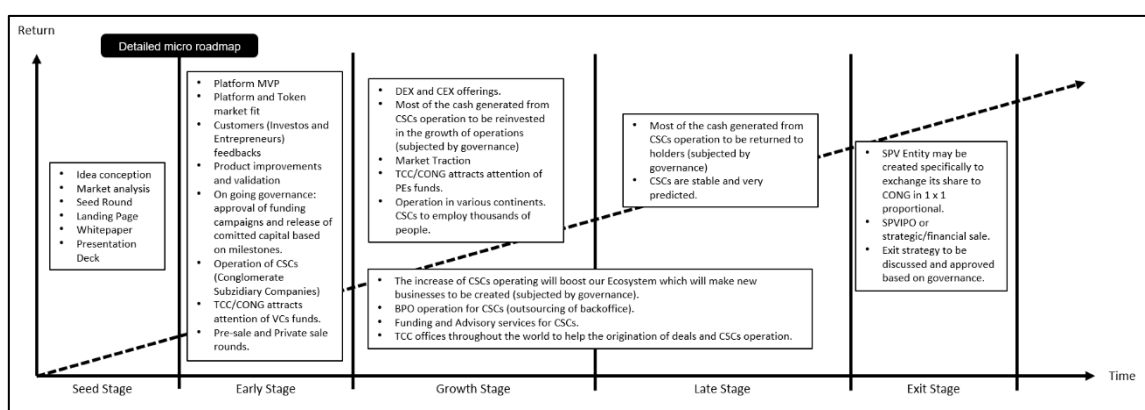 Return
Detailed micro roadmap
• Idea conception
• Market analysis
• Seed Round
• Landing Page
• Whitepaper
• Presentation
Deck
• Platform MVP
• Platform and Token
market fit
• Customers (Investos and
Entrepreneurs)
feedbacks
• Product improvements
and validation
• On going governance:
approval of funding
campaigns and release of
comitted capital based
on milestones.
• Operation of CSCs
(Conglomerate
Subzidiary Companies)
• TCC/CONG attracts
attention of VCs funds.
• Pre-sale and Private sale
rounds.
• DEX and CEX offerings.
• Most of the cash generated from
CSCs operation to be reinvested
in the growth of operations
(subjected by governance)
• Market Traction
• TCC/CONG attracts attention of
PEs funds.
• Operation in various continents.
CSCs to employ thousands of
people.
• Most of the cash generated from
CSCs operation to be returned to
holders (subjected by
governance)
• CSCs are stable and very
predicted.
• The increase of CSCs operating will boost our Ecosystem which will make new
businesses to be created (subjected by governance).
• BPO operation for CSCs (outsourcing of backoffice).
• Funding and Advisory services for CSCs.
• TCC offices throughout the world to help the origination of deals and CSCs operation.
• SPV Entity may be
created specifically to
exchange its share to
CONG in 1 x 1
proportional.
• SPVIPO or
strategic/financial sale.
• Exit strategy to be
discussed and approved
based on governance.
Time
Seed Stage
Early Stage
Growth Stage
Late Stage
Exit Stage